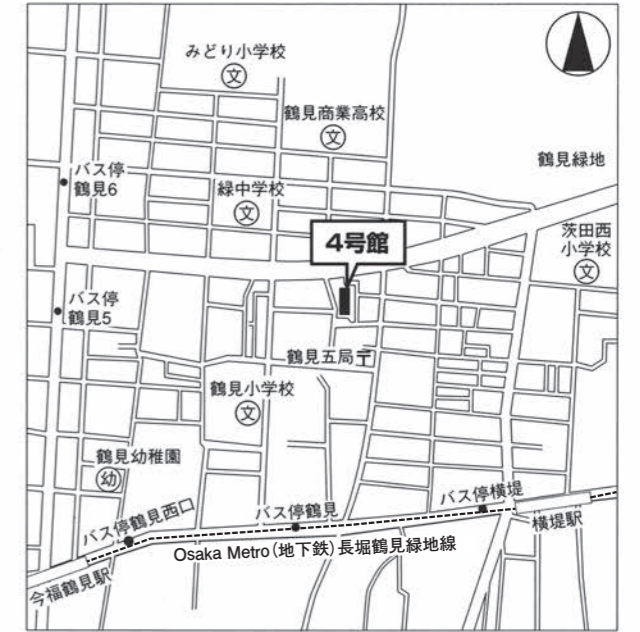 みどり小学校
文
鶴見商業高校
文
鶴見緑地
バス停
鶴見6
緑中学校
文
4号館
茨田西
小学校
文
バス停
鶴見5
鶴見五局〒
鶴見小学校
文
鶴見幼稚園
幼
バス停鶴見西口
バス停鶴見
バス停横堤
横堤駅
Osaka Metro（地下鉄）長堀鶴見緑地線
今福鶴見駅